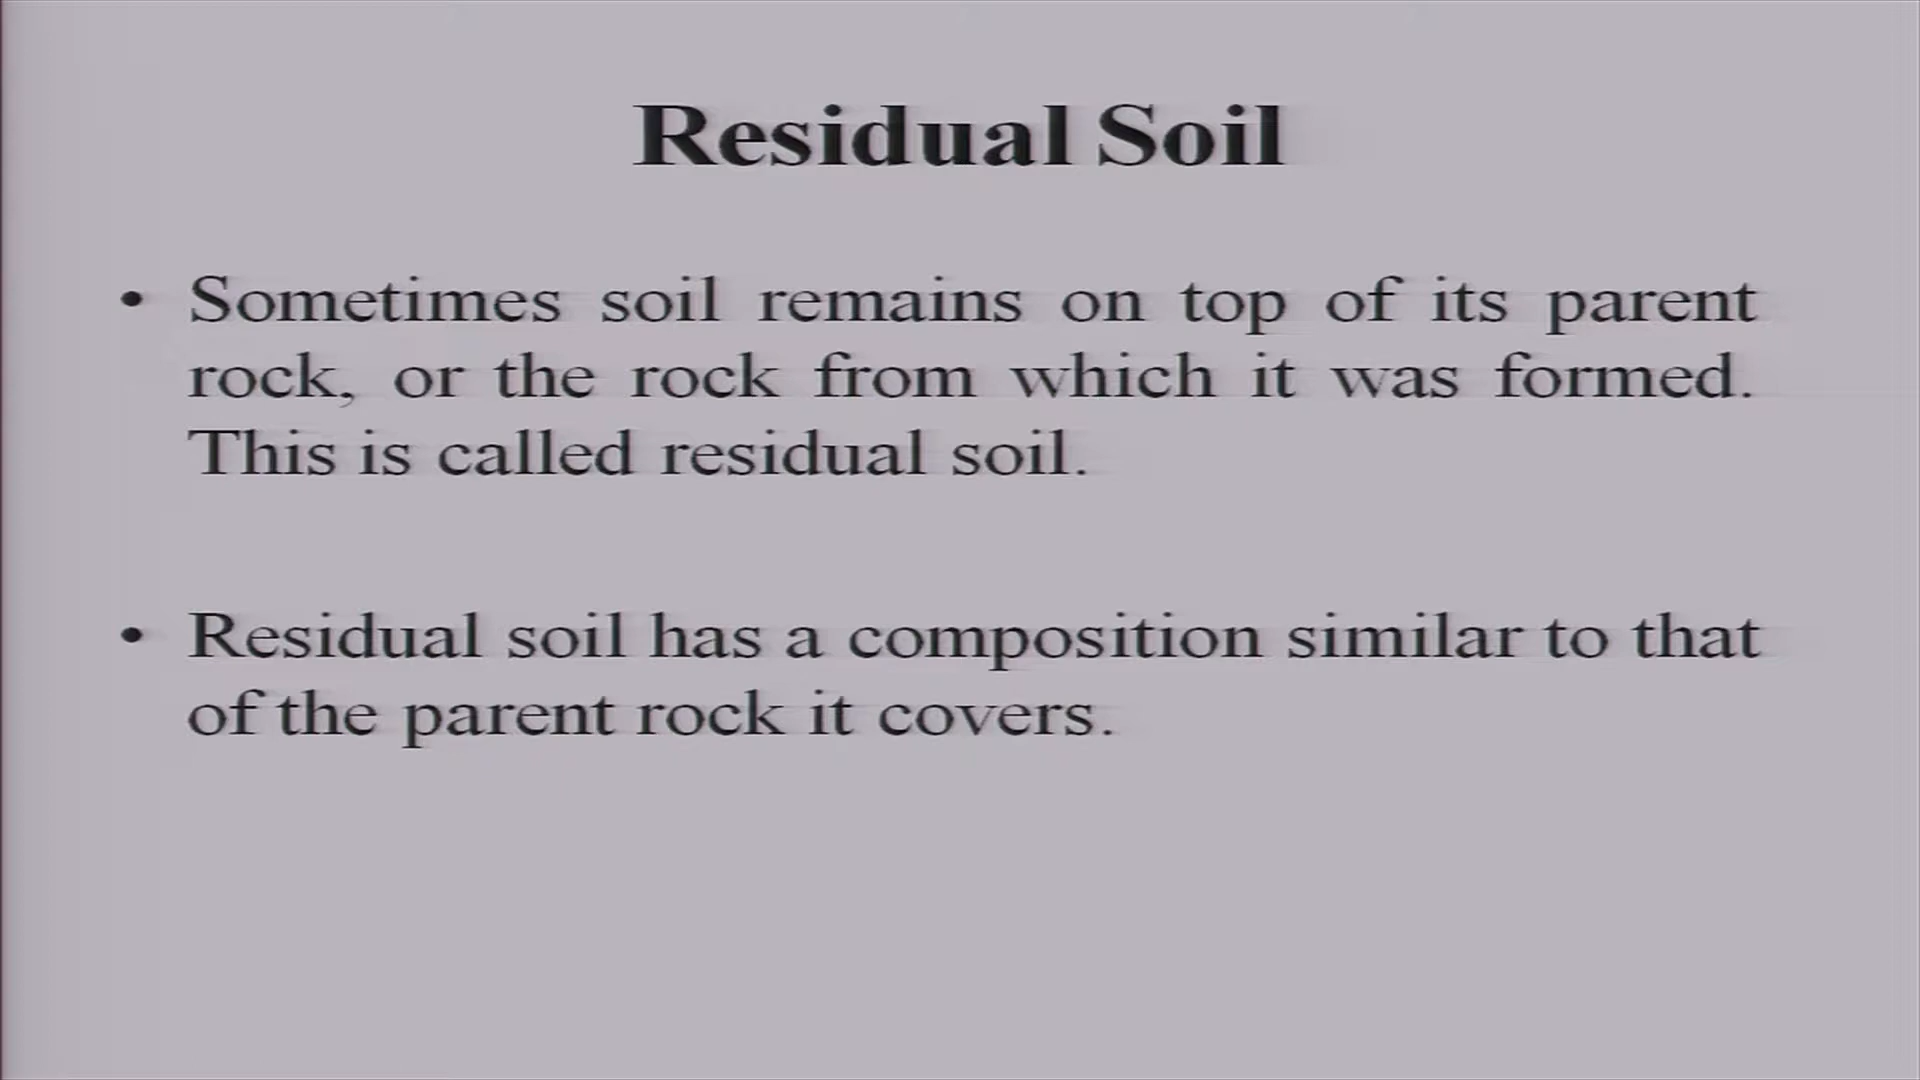 Residual Soil
• Sometimes soil remains on top of its parent
rock, or the rock from which it was formed.
This is called residual soil.
• Residual soil has a composition similar to that
of the parent rock it covers.